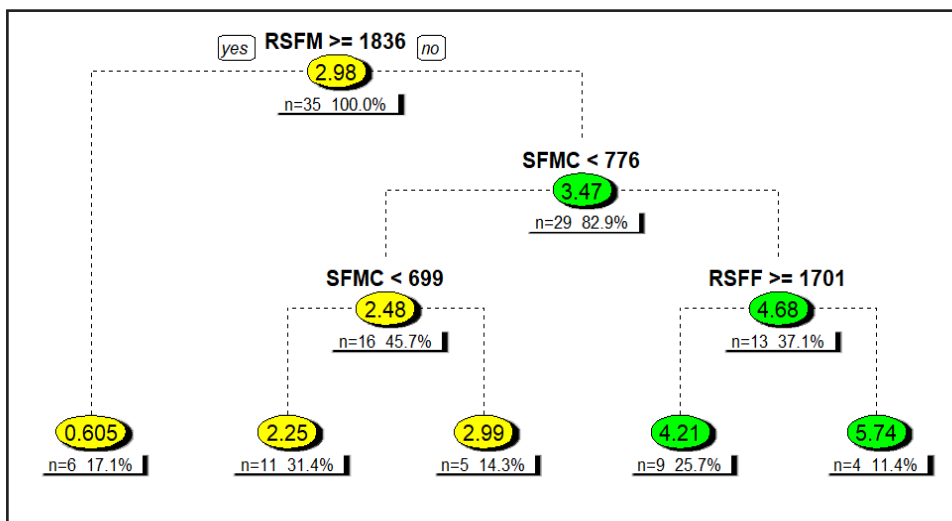 yes RSFM >= 1836 no
2.98
n=35 100.0%
SFMC < 776
3.47
n=29 82.9%
SFMC < 699 RSFF >= 1701
2.48 4.68
n=16 45.7% n=13 37.1%
0.605 2.25 2.99 4.21 5.74
n=6 17.1% n=11 31.4% n=5 14.3% n=9 25.7% n=4 11.4%